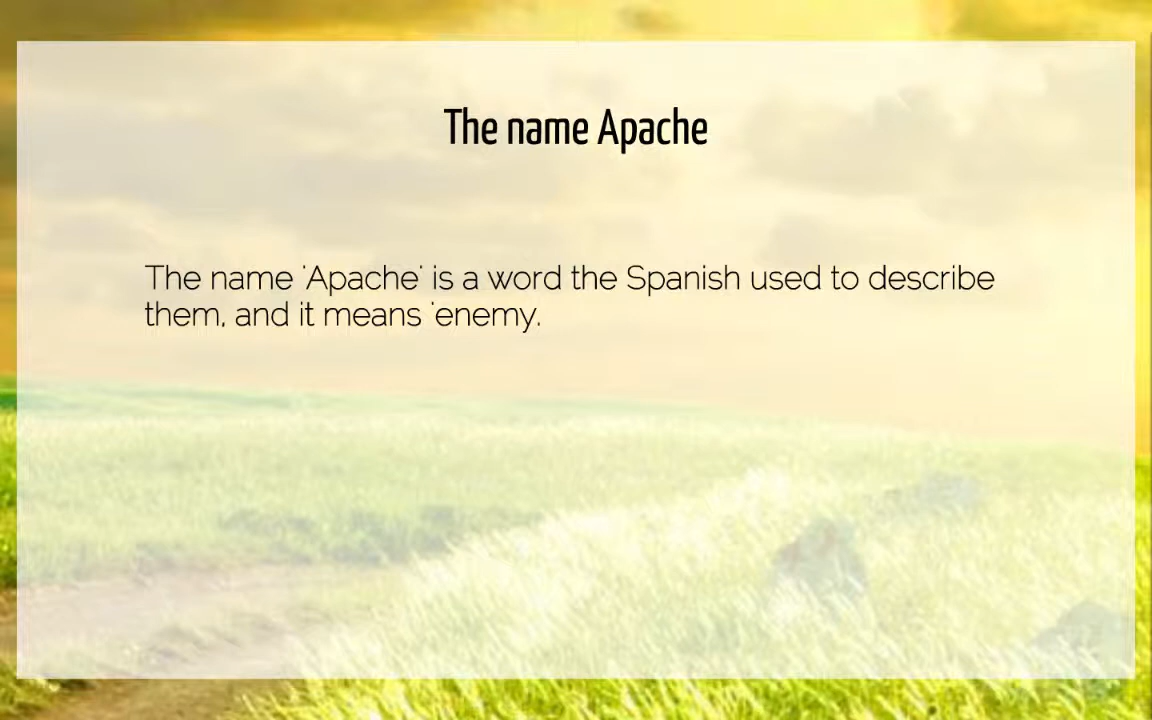 The name Apache
The name 'Apache' is a word the Spanish used to describe
them, and it means 'enemy.